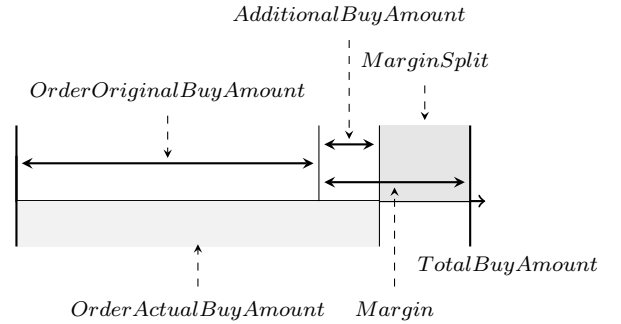 AdditionalBuyAmount
MarginSplit
OrderOriginalBuyAmount
TotalBuyAmount
OrderActualBuyAmount
Margin